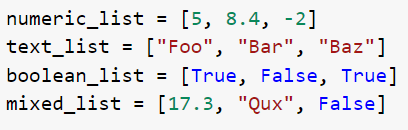 numeric_list = [5, 8.4, -2]
text_list = ["Foo", "Bar", "Baz"]
boolean_list = [True, False, True]
mixed_list = [17.3, "Qux", False]